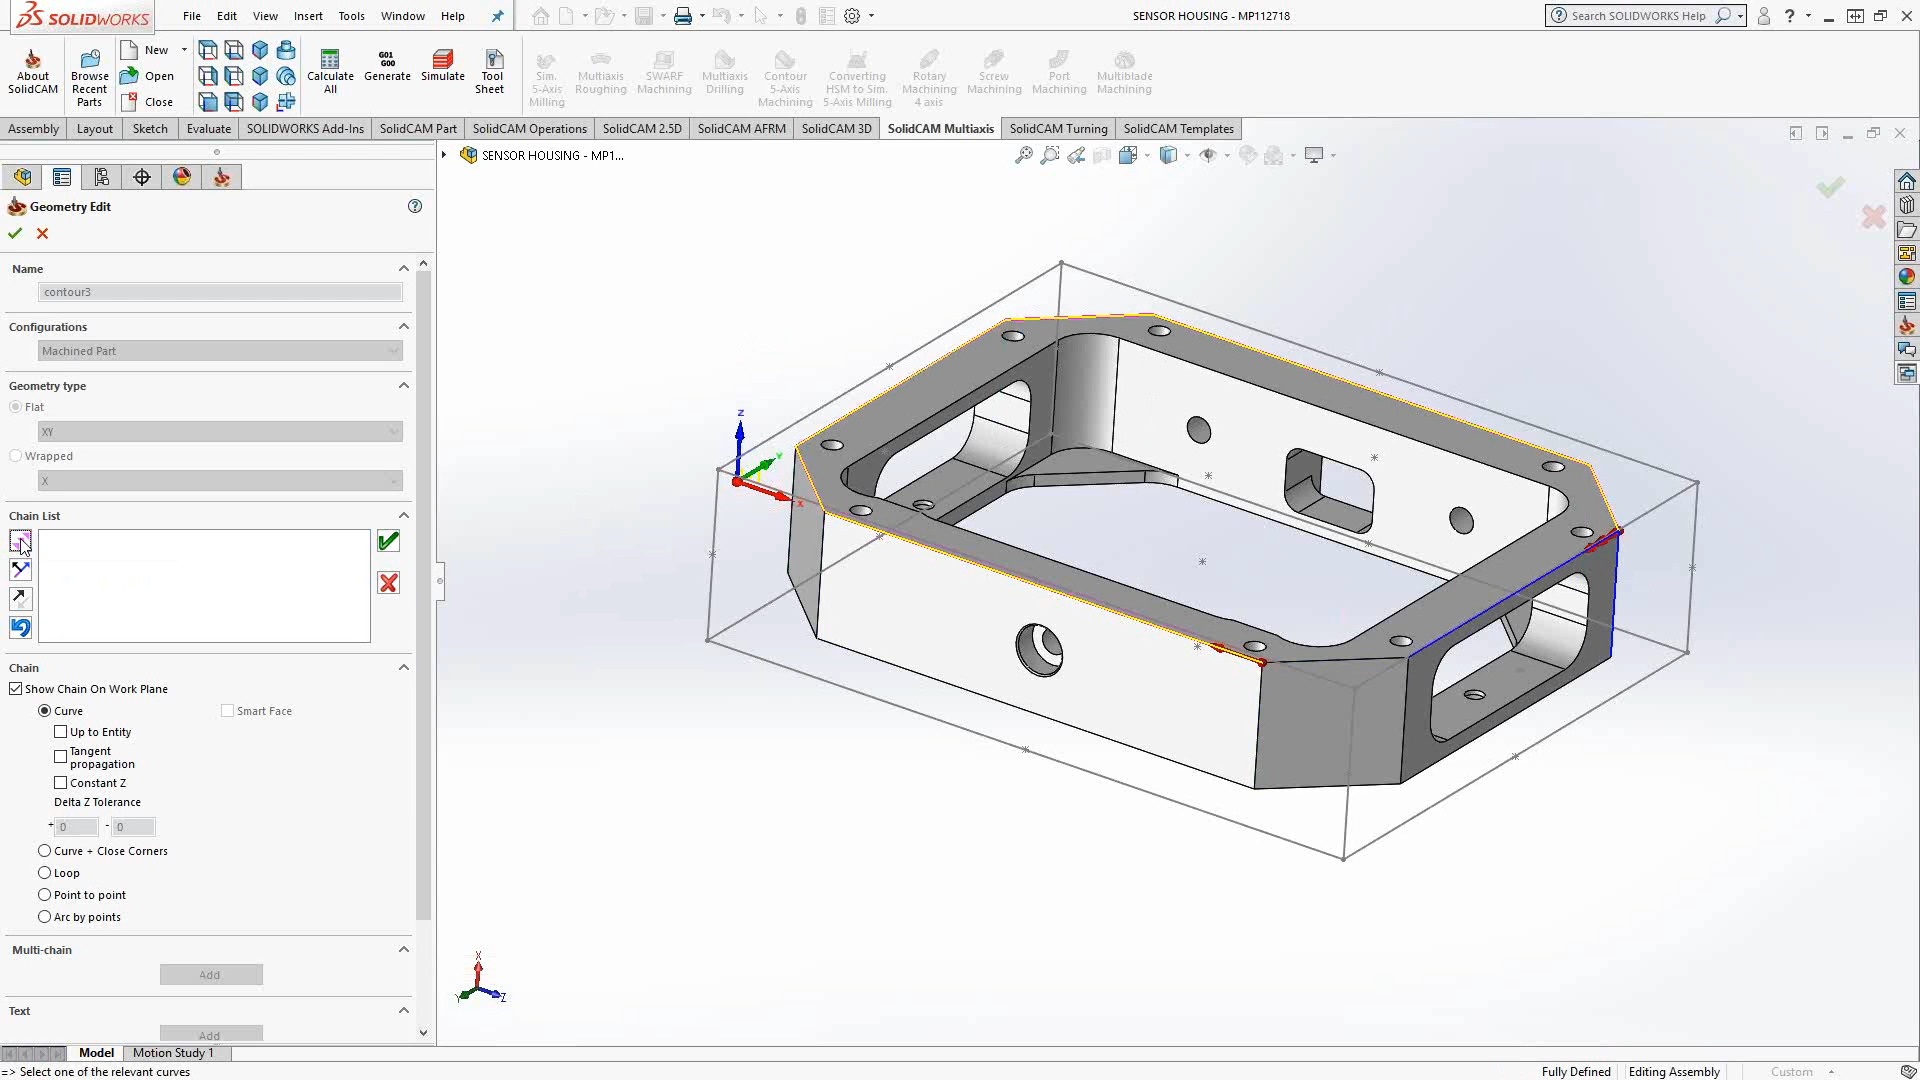 SOLIDWORKS
File Edit View Insert Tools Window Help
SENSOR HOUSING - MP112718
Search SOLIDWORKS Help
About SolidCAM
Browse Recent Parts
New
Open
Close
Calculate All
Generate
G01 G00
Simulate
Tool Sheet
Sim. 5-Axis Milling
Multiaxis Roughing
SWARF Machining
Multiaxis Drilling
Contour 5-Axis Machining
Converting HSM to Sim. 5-Axis Milling
Rotary Machining 4 axis
Screw Machining
Port Machining
Multiblade Machining
Assembly Layout Sketch Evaluate SOLIDWORKS Add-Ins SolidCAM Part SolidCAM Operations SolidCAM 2.5D SolidCAM AFRM SolidCAM 3D SolidCAM Multiaxis SolidCAM Turning SolidCAM Templates
SENSOR HOUSING - MP1...
Geometry Edit
Name
contour3
Configurations
Machined Part
Geometry type
Flat
XY
Wrapped
X
Chain List
Chain
Show Chain On Work Plane
Curve Smart Face
Up to Entity
Tangent propagation
Constant Z
Delta Z Tolerance
+ 0 - 0
Curve + Close Corners
Loop
Point to point
Arc by points
Multi-chain
Add
Text
Add
Z
Y
X
X
Y
Z
Model Motion Study 1
=> Select one of the relevant curves
Fully Defined Editing Assembly Custom